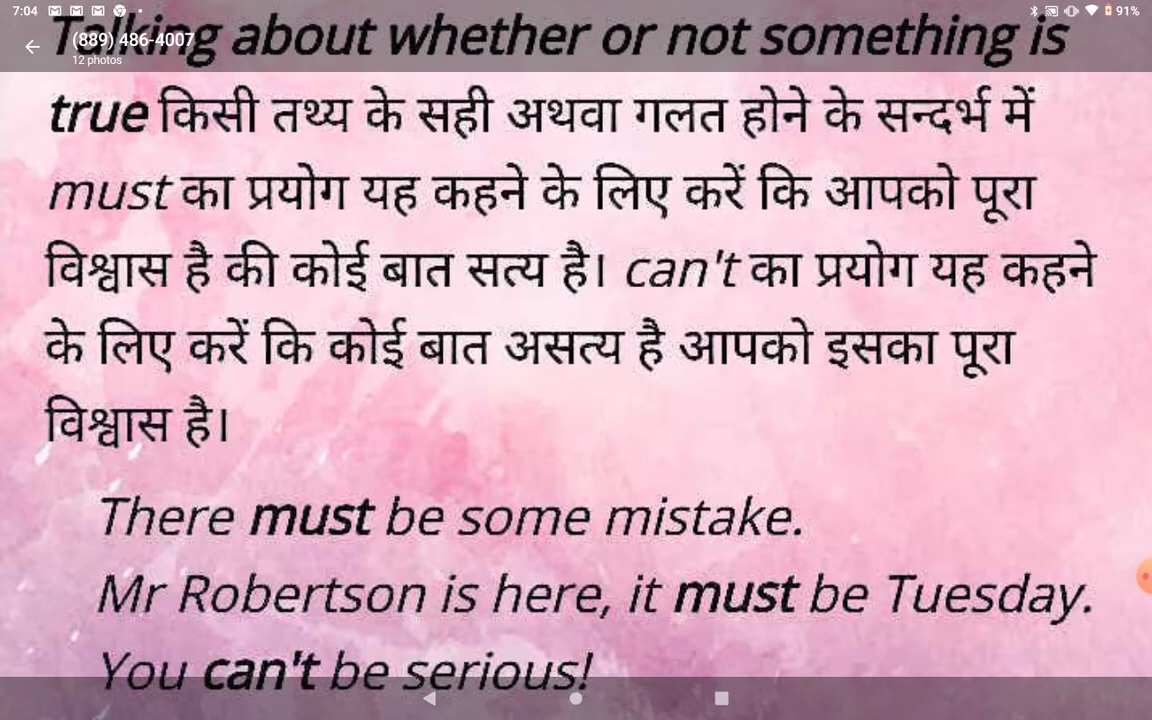 7:04 91%
(889) 486-4007
12 photos
Talking about whether or not something is
true किसी तथ्य के सही अथवा गलत होने के सन्दर्भ में
must का प्रयोग यह कहने के लिए करें कि आपको पूरा
विश्वास है की कोई बात सत्य है। can't का प्रयोग यह कहने
के लिए करें कि कोई बात असत्य है आपको इसका पूरा
विश्वास है।
There must be some mistake.
Mr Robertson is here, it must be Tuesday.
You can't be serious!